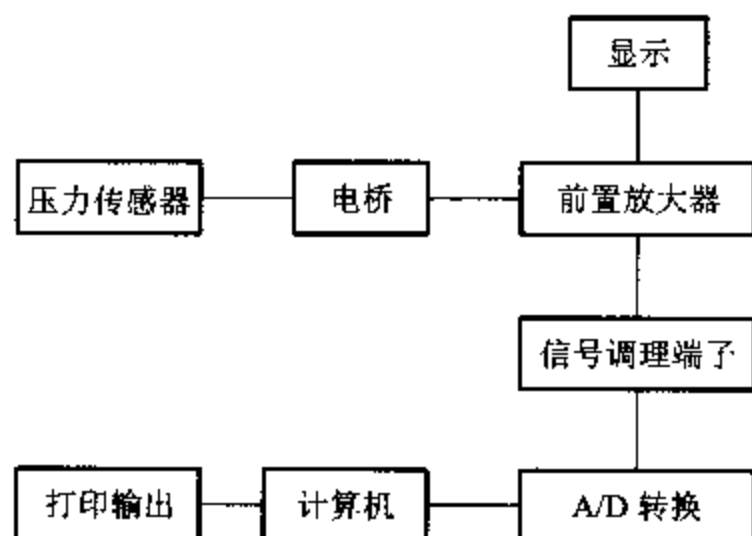 显示
压力传感器
电桥
前置放大器
信号调理端子
打印输出
计算机
A/D 转换